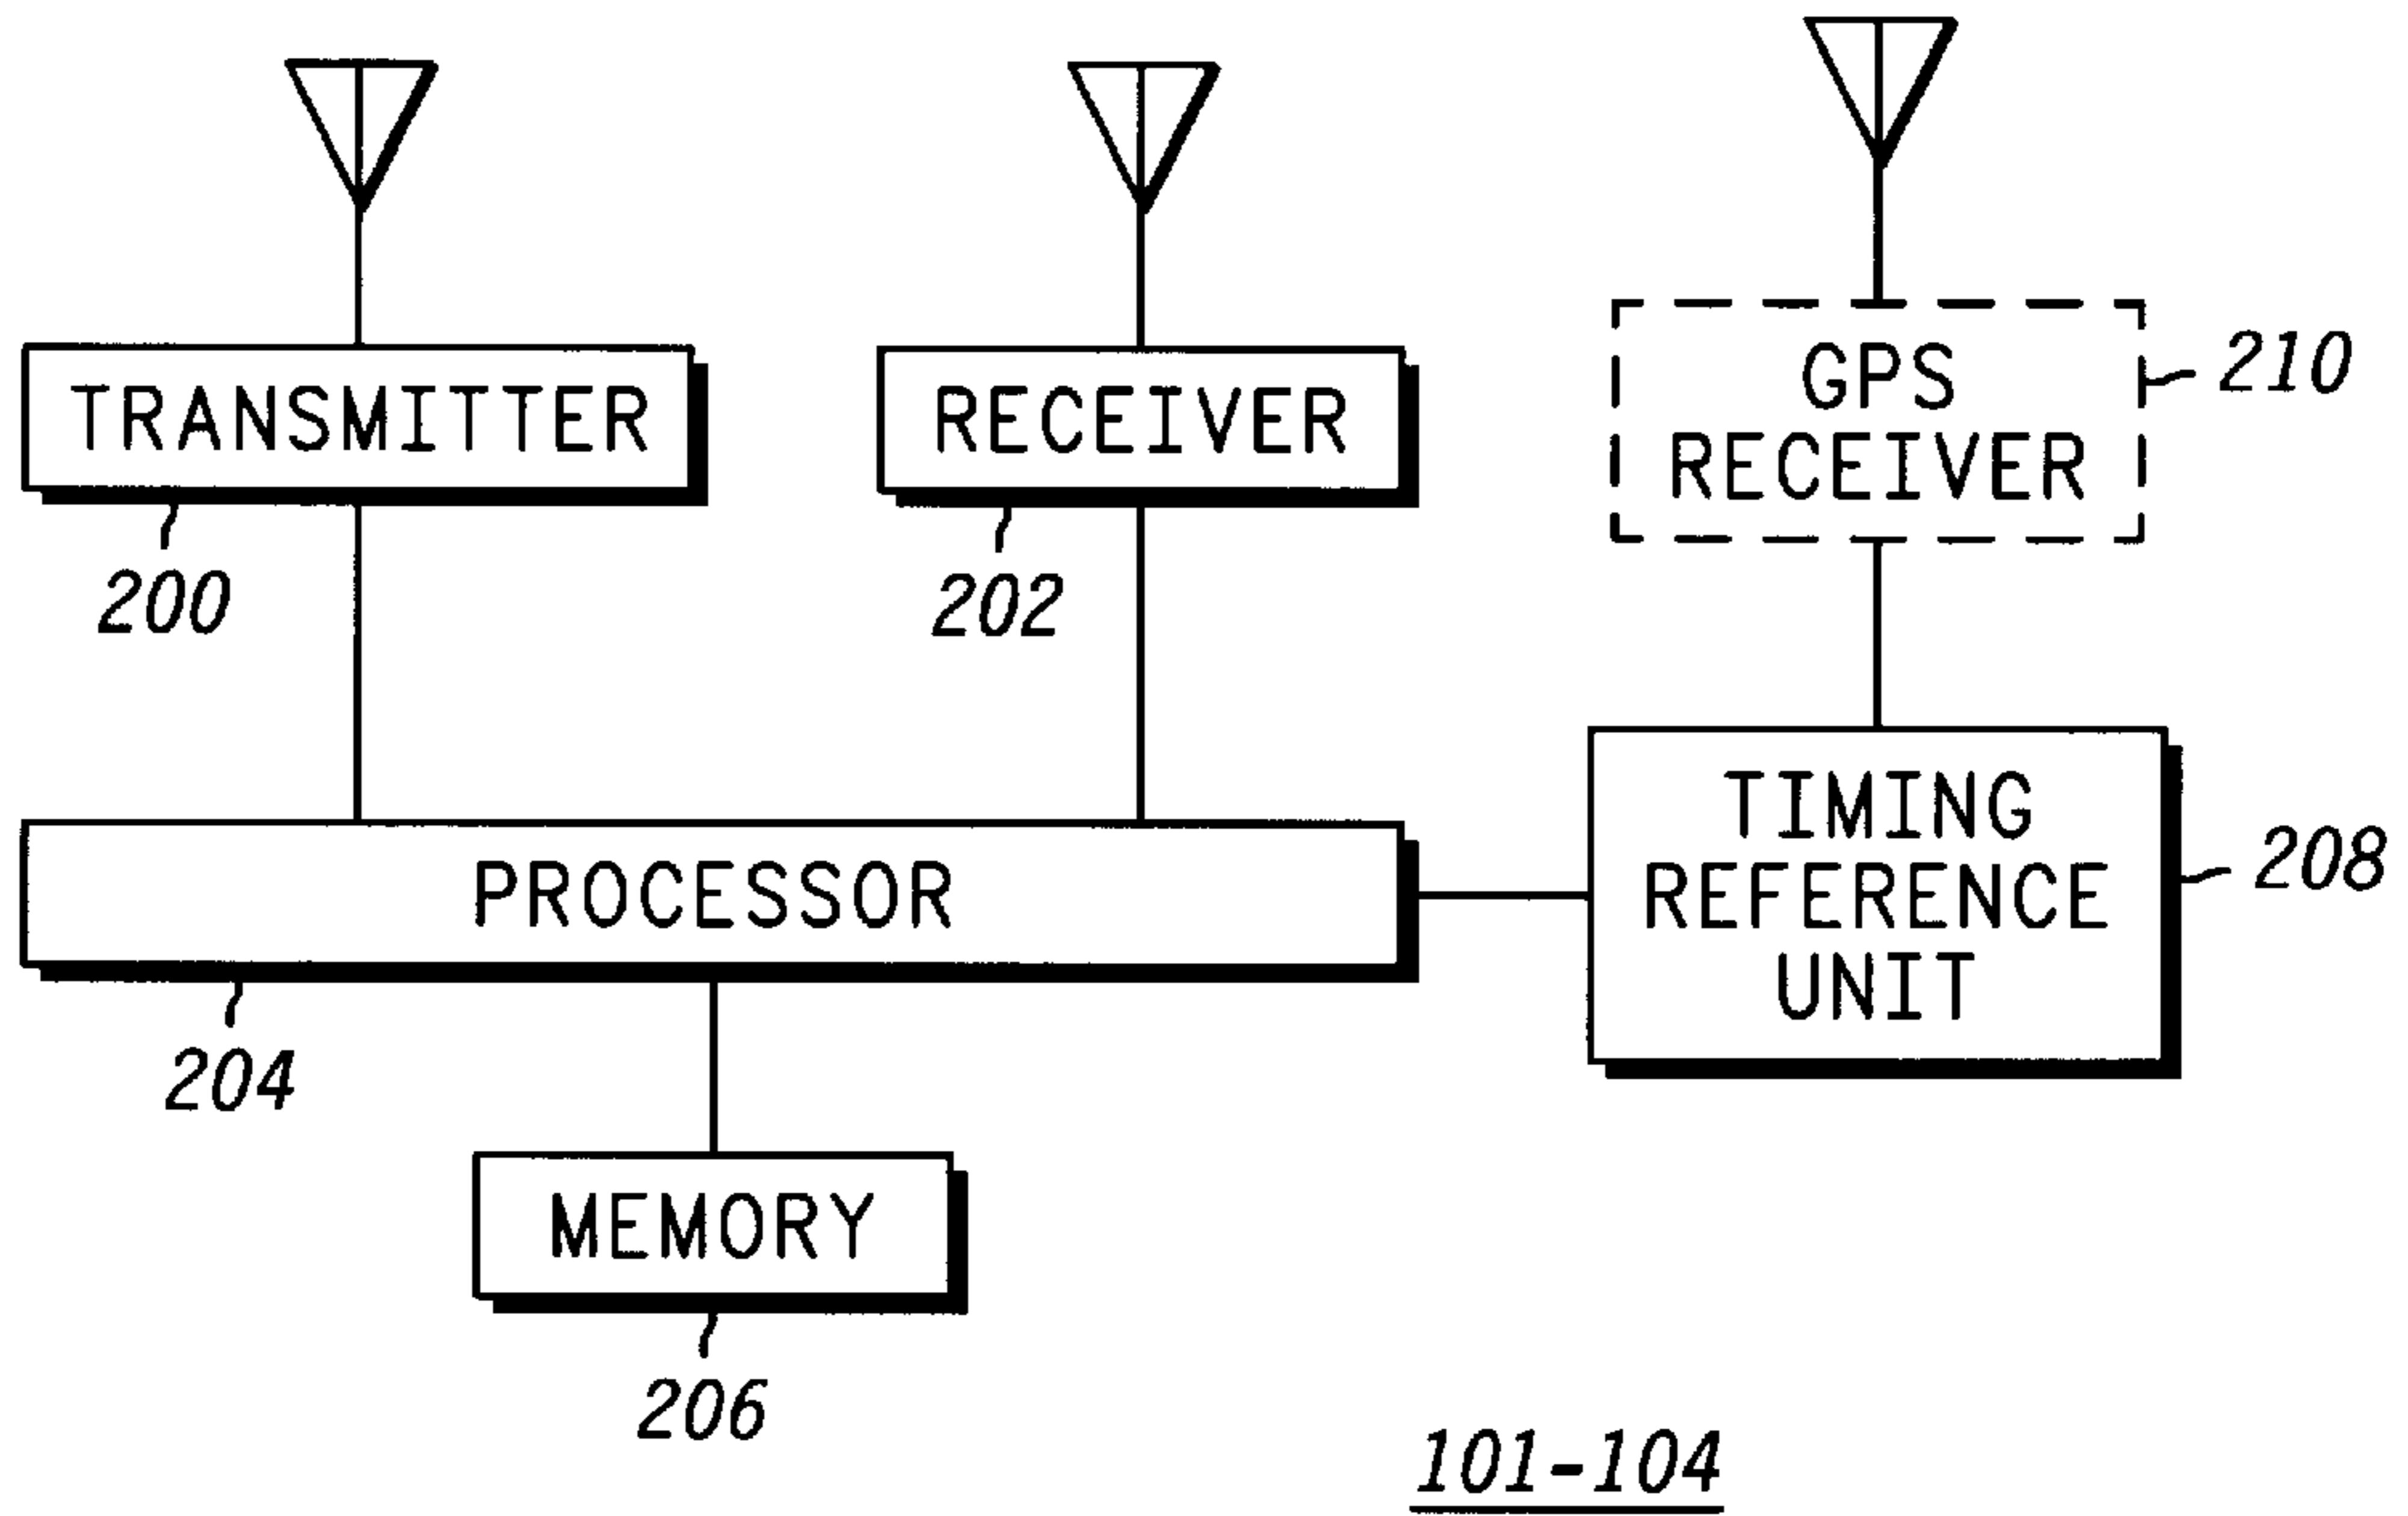 TRANSMITTER
200
RECEIVER
202
GPS
RECEIVER
210
PROCESSOR
204
TIMING
REFERENCE
UNIT
208
MEMORY
206
101-104